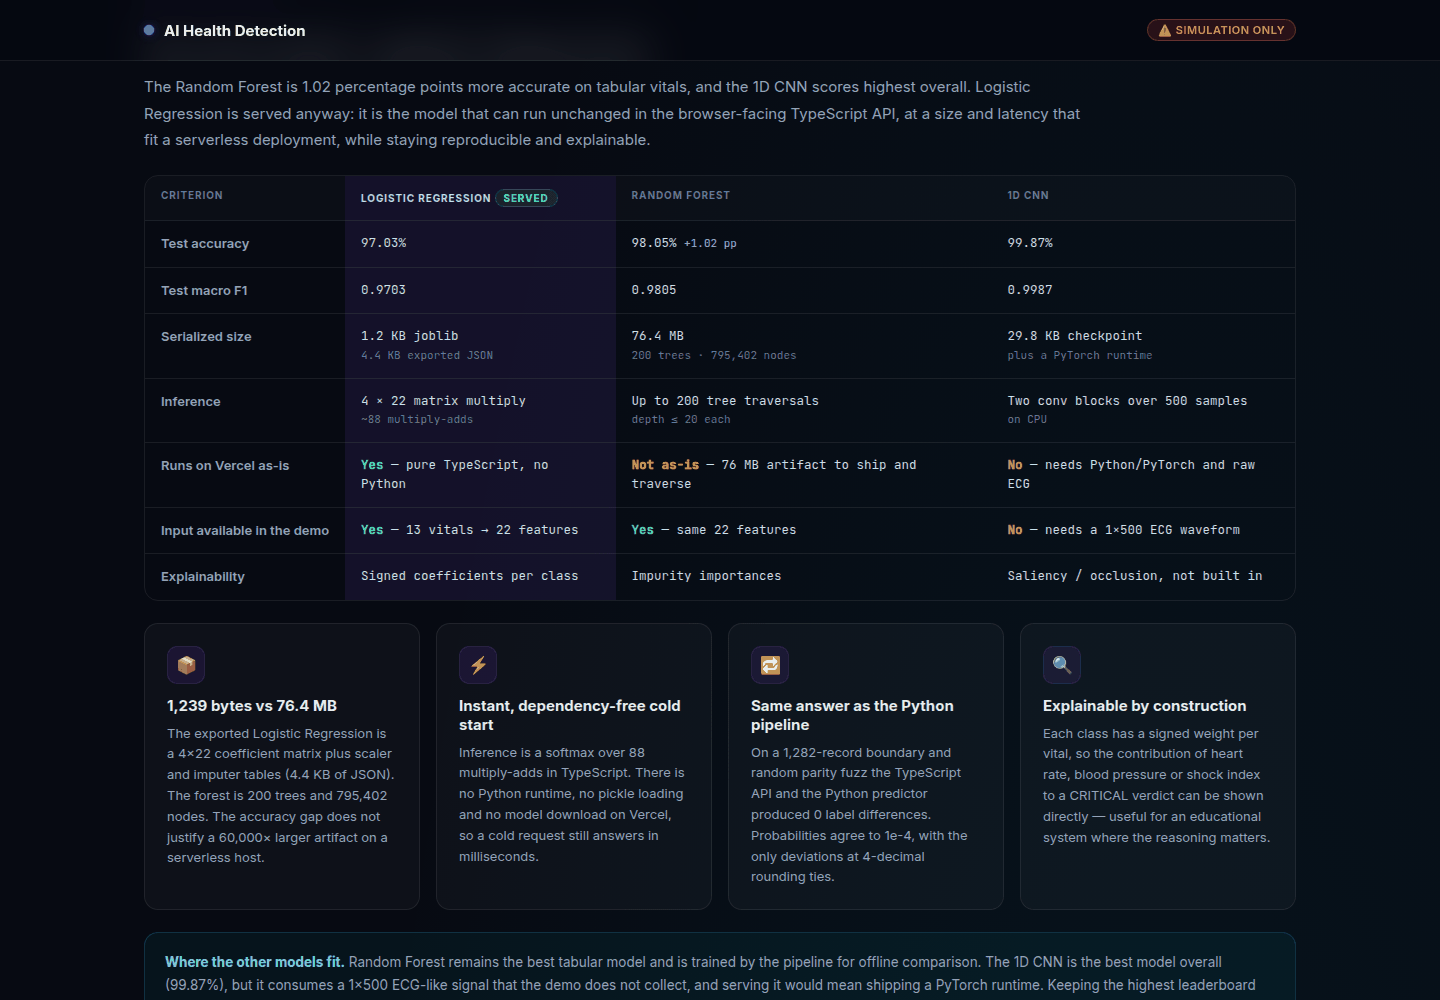 AI Health Detection
⚠ SIMULATION ONLY
The Random Forest is 1.02 percentage points more accurate on tabular vitals, and the 1D CNN scores highest overall. Logistic
Regression is served anyway: it is the model that can run unchanged in the browser-facing TypeScript API, at a size and latency that
fit a serverless deployment, while staying reproducible and explainable.
CRITERION LOGISTIC REGRESSION SERVED RANDOM FOREST 1D CNN
Test accuracy 97.03% 98.05% +1.02 pp 99.87%
Test macro F1 0.9703 0.9805 0.9987
Serialized size 1.2 KB joblib 76.4 MB 29.8 KB checkpoint
4.4 KB exported JSON 200 trees · 795,402 nodes plus a PyTorch runtime
Inference 4 × 22 matrix multiply Up to 200 tree traversals Two conv blocks over 500 samples
~88 multiply-adds depth ≤ 20 each on CPU
Runs on Vercel as-is Yes — pure TypeScript, no Not as-is — 76 MB artifact to ship and No — needs Python/PyTorch and raw
Python traverse ECG
Input available in the demo Yes — 13 vitals → 22 features Yes — same 22 features No — needs a 1×500 ECG waveform
Explainability Signed coefficients per class Impurity importances Saliency / occlusion, not built in
1,239 bytes vs 76.4 MB
The exported Logistic Regression is
a 4×22 coefficient matrix plus scaler
and imputer tables (4.4 KB of JSON).
The forest is 200 trees and 795,402
nodes. The accuracy gap does not
justify a 60,000× larger artifact on a
serverless host.
Instant, dependency-free cold
start
Inference is a softmax over 88
multiply-adds in TypeScript. There is
no Python runtime, no pickle loading
and no model download on Vercel,
so a cold request still answers in
milliseconds.
Same answer as the Python
pipeline
On a 1,282-record boundary and
random parity fuzz the TypeScript
API and the Python predictor
produced 0 label differences.
Probabilities agree to 1e-4, with the
only deviations at 4-decimal
rounding ties.
Explainable by construction
Each class has a signed weight per
vital, so the contribution of heart
rate, blood pressure or shock index
to a CRITICAL verdict can be shown
directly — useful for an educational
system where the reasoning matters.
Where the other models fit. Random Forest remains the best tabular model and is trained by the pipeline for offline comparison. The 1D CNN is the best model overall
(99.87%), but it consumes a 1×500 ECG-like signal that the demo does not collect, and serving it would mean shipping a PyTorch runtime. Keeping the highest leaderboard